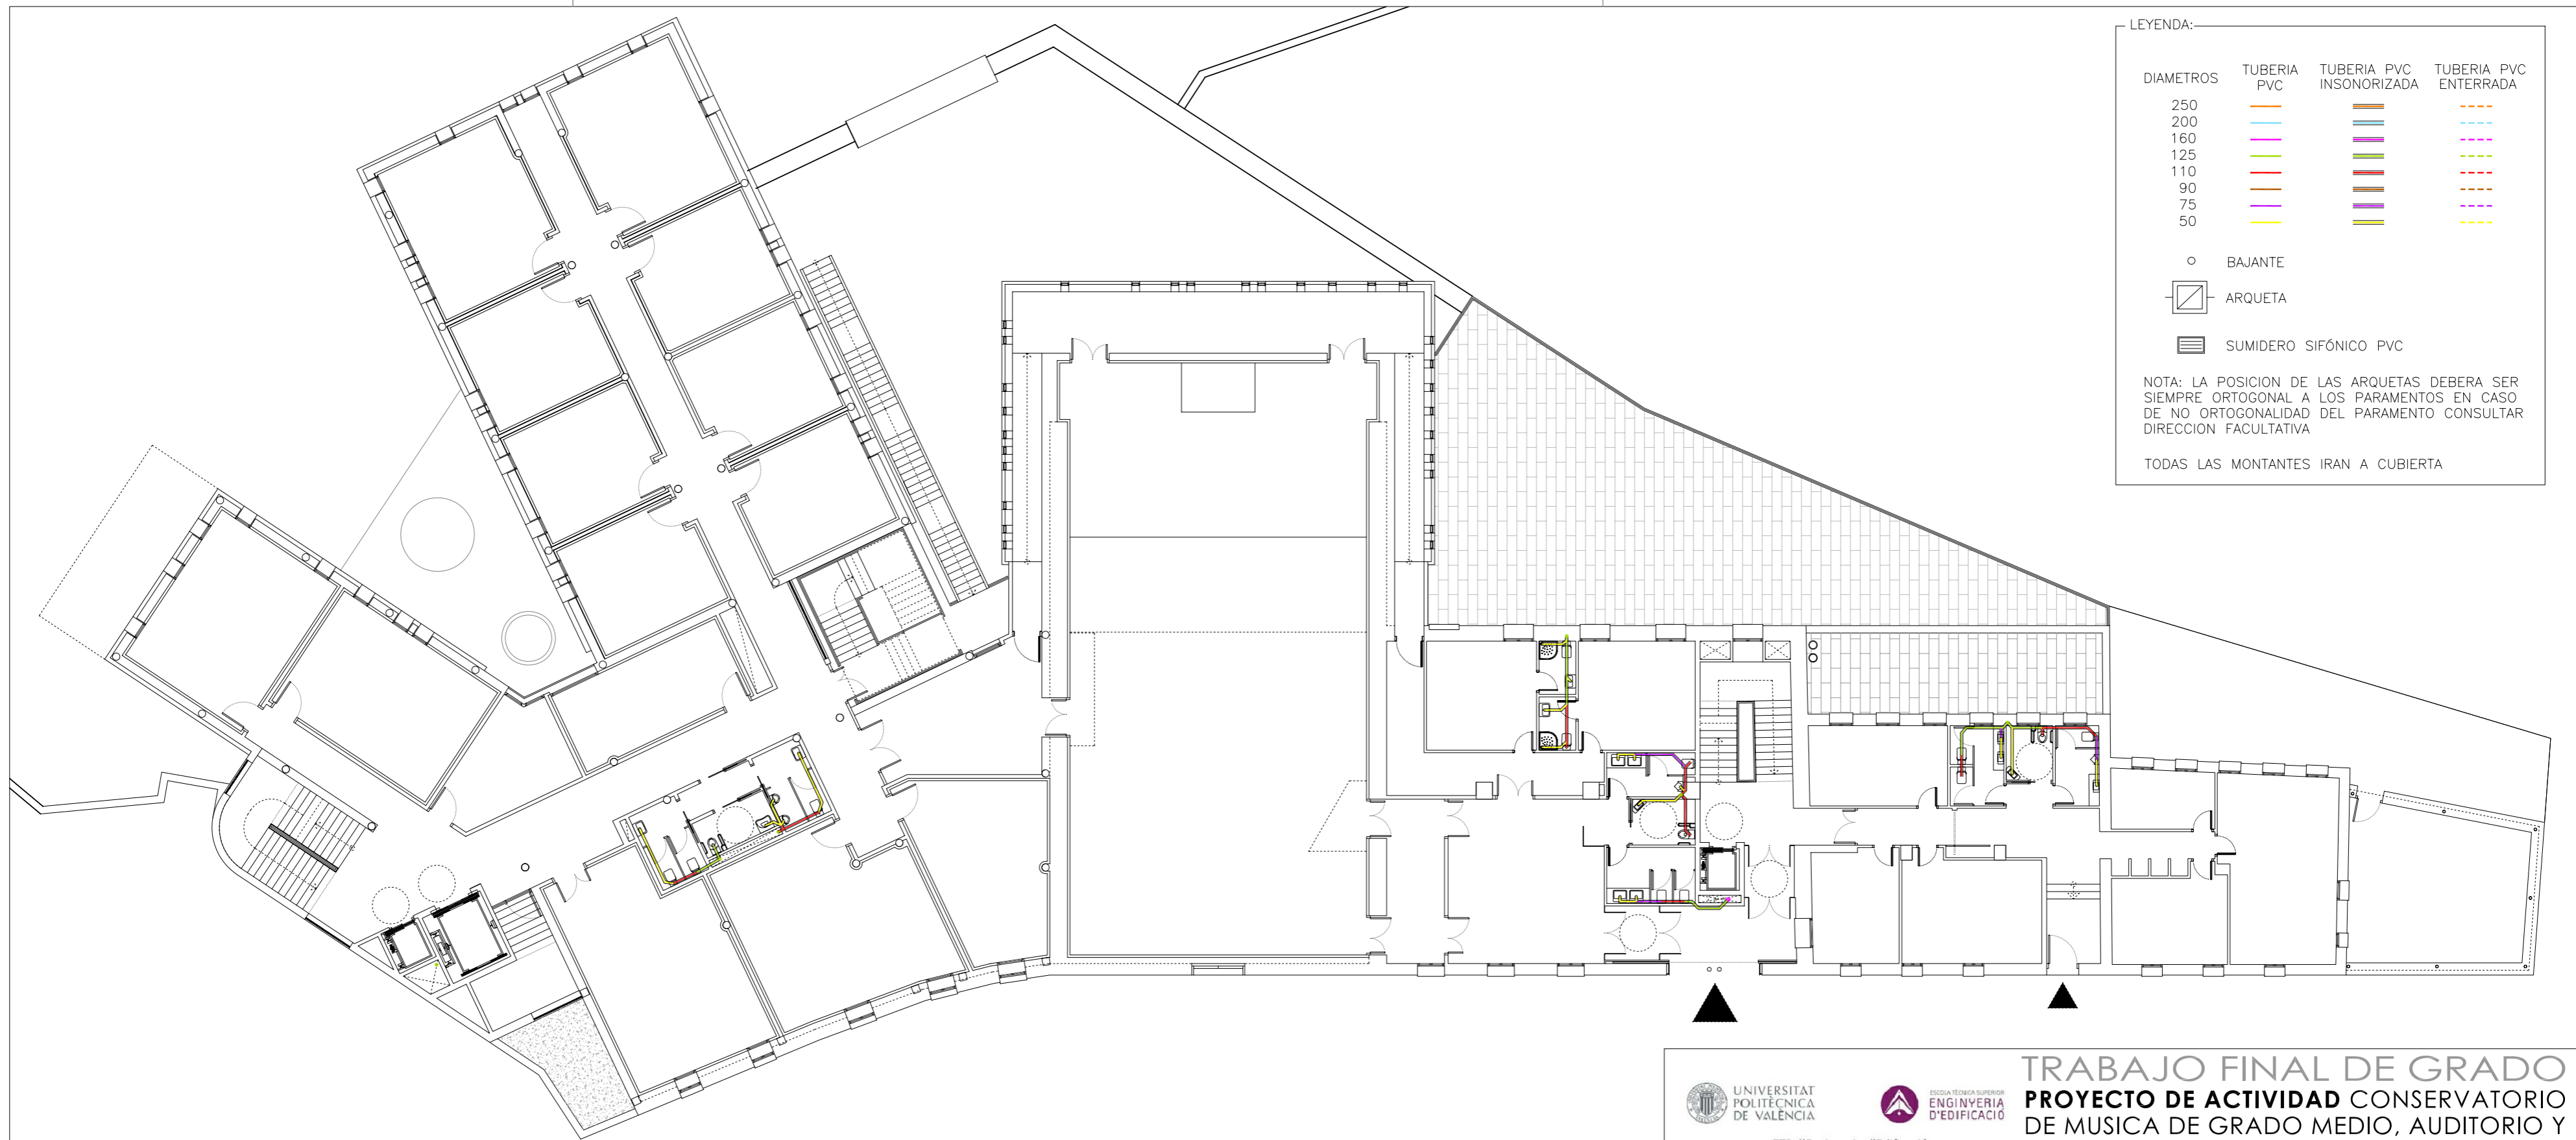 LEYENDA:
DIAMETROS TUBERIA PVC TUBERIA PVC INSONORIZADA TUBERIA PVC ENTERRADA
250
200
160
125
110
90
75
50
BAJANTE
ARQUETA
SUMIDERO SIFÓNICO PVC
NOTA: LA POSICION DE LAS ARQUETAS DEBERA SER
SIEMPRE ORTOGONAL A LOS PARAMENTOS EN CASO
DE NO ORTOGONALIDAD DEL PARAMENTO CONSULTAR
DIRECCION FACULTATIVA
TODAS LAS MONTANTES IRAN A CUBIERTA
UNIVERSITAT
POLITÈCNICA
DE VALÈNCIA
ESCOLA TÈCNICA SUPERIOR
ENGINYERIA
D'EDIFICACIÓ
TRABAJO FINAL DE GRADO
PROYECTO DE ACTIVIDAD CONSERVATORIO
DE MUSICA DE GRADO MEDIO, AUDITORIO Y